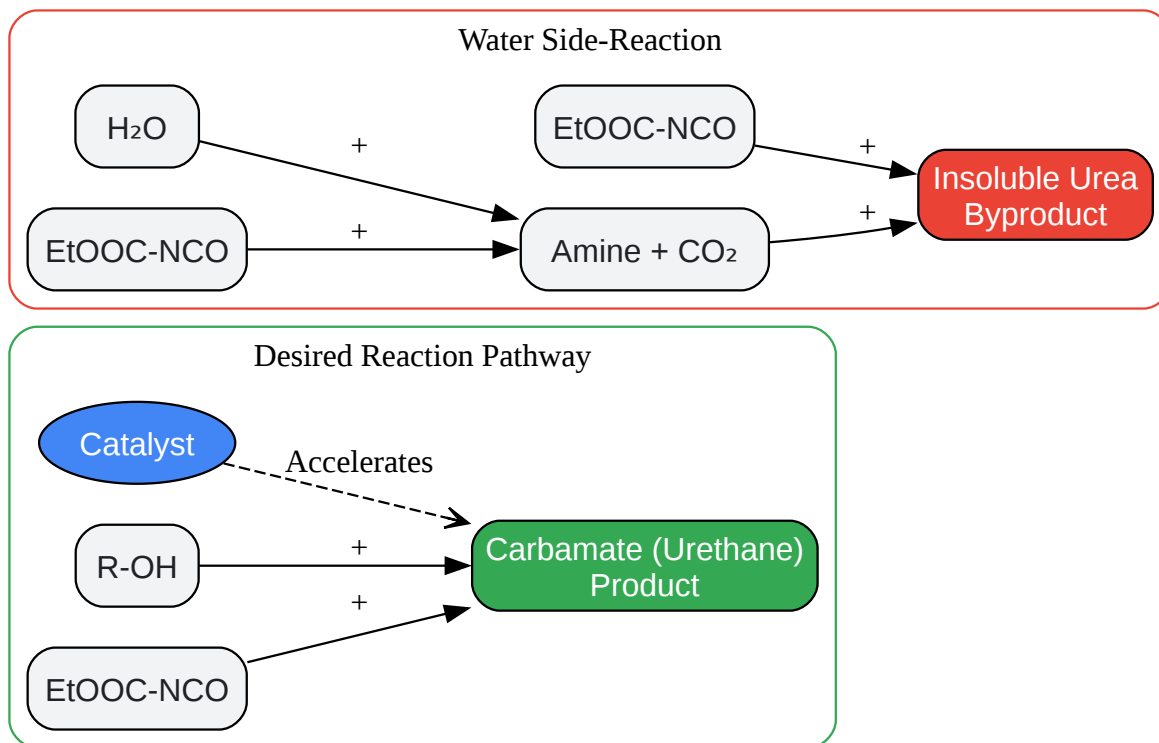 Water Side-Reaction
H₂O
+
EtOOC-NCO
+
EtOOC-NCO
+
Amine + CO₂
+
Insoluble Urea
Byproduct
Desired Reaction Pathway
Catalyst
Accelerates
R-OH
+
EtOOC-NCO
+
Carbamate (Urethane)
Product